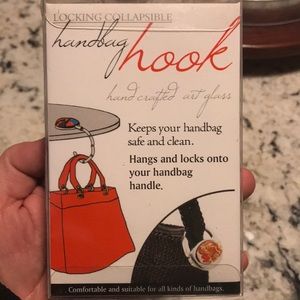 LOCKING COLLAPSIBLE
handbag hook
hand crafted art glass
Keeps your handbag
safe and clean.
Hangs and locks onto
your handbag
handle.
Comfortable and suitable for all kinds of handbags.